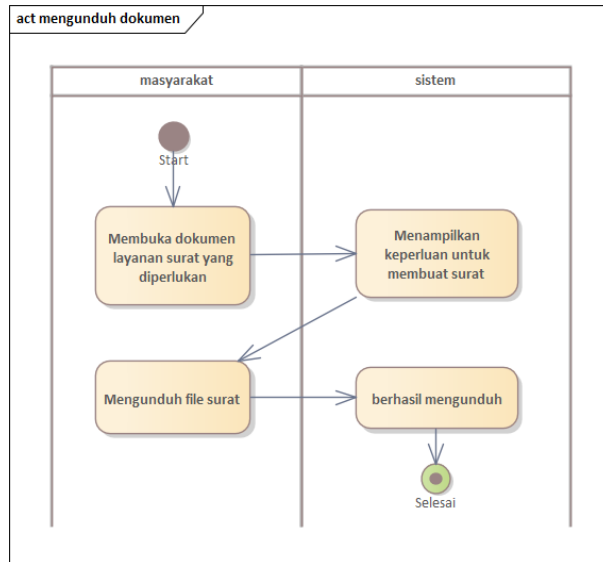 act mengunduh dokumen
masyarakat
sistem
Start
Membuka dokumen
layanan surat yang
diperlukan
Menampilkan
keperluan untuk
membuat surat
Mengunduh file surat
berhasil mengunduh
Selesai